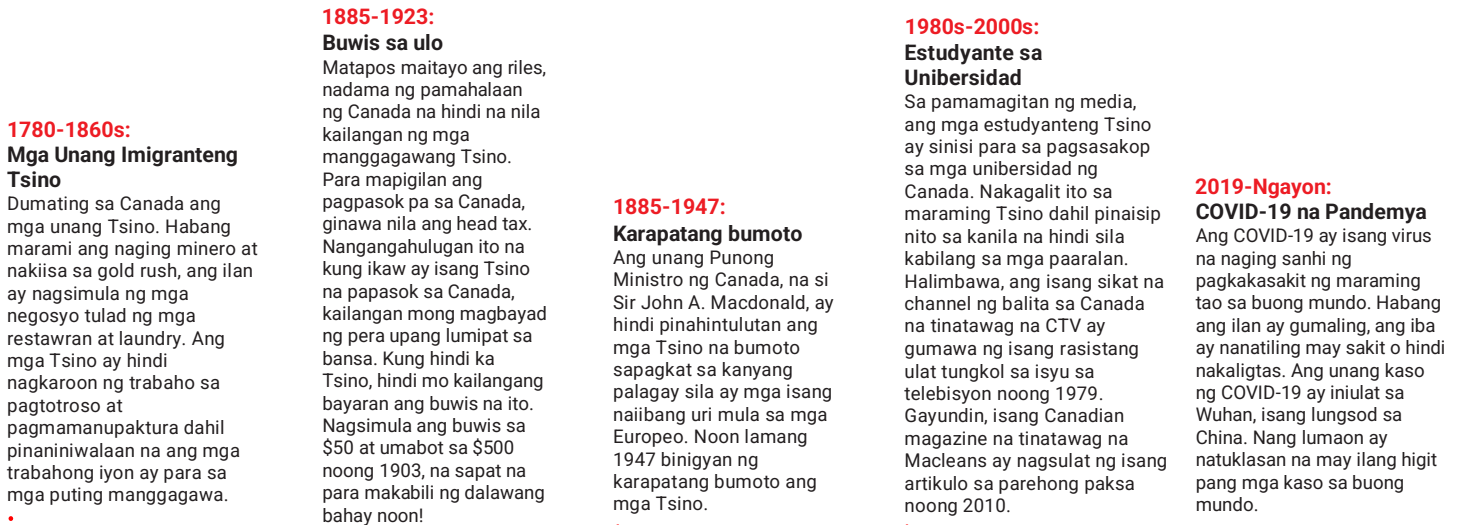 1780-1860s:
Mga Unang Imigranteng
Tsino
Dumating sa Canada ang
mga unang Tsino. Habang
marami ang naging minero at
nakiisa sa gold rush, ang ilan
ay nagsimula ng mga
negosyo tulad ng mga
restawran at laundry. Ang
mga Tsino ay hindi
nagkaroon ng trabaho sa
pagtotroso at
pagmamanupaktura dahil
pinaniniwalaan na ang mga
trabahong iyon ay para sa
mga puting manggagawa.
1885-1923:
Buwis sa ulo
Matapos maitayo ang riles,
nadama ng pamahalaan
ng Canada na hindi na nila
kailangan ng mga
manggagawang Tsino.
Para mapigilan ang
pagpasok pa sa Canada,
ginawa nila ang head tax.
Nangangahulugan ito na
kung ikaw ay isang Tsino
na papasok sa Canada,
kailangan mong magbayad
ng pera upang lumipat sa
bansa. Kung hindi ka
Tsino, hindi mo kailangang
bayaran ang buwis na ito.
Nagsimula ang buwis sa
$50 at umabot sa $500
noong 1903, na sapat na
para makabili ng dalawang
bahay noon!
1885-1947:
Karapatang bumoto
Ang unang Punong
Ministro ng Canada, na si
Sir John A. Macdonald, ay
hindi pinahintulutan ang
mga Tsino na bumoto
sapagkat sa kanyang
palagay sila ay mga isang
naiibang uri mula sa mga
Europeo. Noon lamang
1947 binigyan ng
karapatang bumoto ang
mga Tsino.
1980s-2000s:
Estudyante sa
Unibersidad
Sa pamamagitan ng media,
ang mga estudyanteng Tsino
ay sinisi para sa pagsasakop
sa mga unibersidad ng
Canada. Nakagalit ito sa
maraming Tsino dahil pinaisip
nito sa kanila na hindi sila
kabilang sa mga paaralan.
Halimbawa, ang isang sikat na
channel ng balita sa Canada
na tinatawag na CTV ay
gumawa ng isang rasistang
ulat tungkol sa isyu sa
telebisyon noong 1979.
Gayundin, isang Canadian
magazine na tinatawag na
Macleans ay nagsulat ng isang
artikulo sa parehong paksa
noong 2010.
2019-Ngayon:
COVID-19 na Pandemya
Ang COVID-19 ay isang virus
na naging sanhi ng
pagkakasakit ng maraming
tao sa buong mundo. Habang
ang ilan ay gumaling, ang iba
ay nanatiling may sakit o hindi
nakaligtas. Ang unang kaso
ng COVID-19 ay iniulat sa
Wuhan, isang lungsod sa
China. Nang lumaon ay
natuklasan na may ilang higit
pang mga kaso sa buong
mundo.